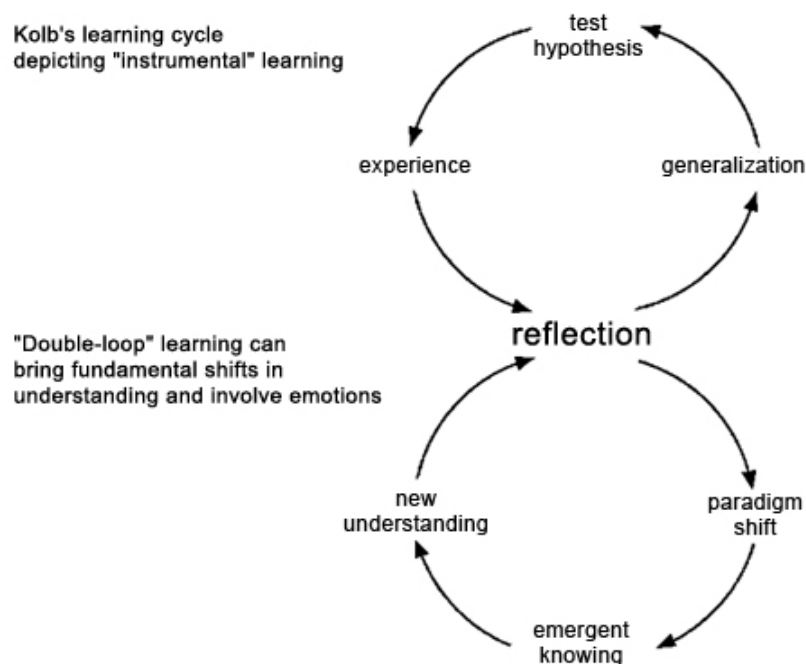 Kolb's learning cycle
depicting "instrumental" learning
test
hypothesis
experience
generalization
reflection
"Double-loop" learning can
bring fundamental shifts in
understanding and involve emotions
new
understanding
paradigm
shift
emergent
knowing